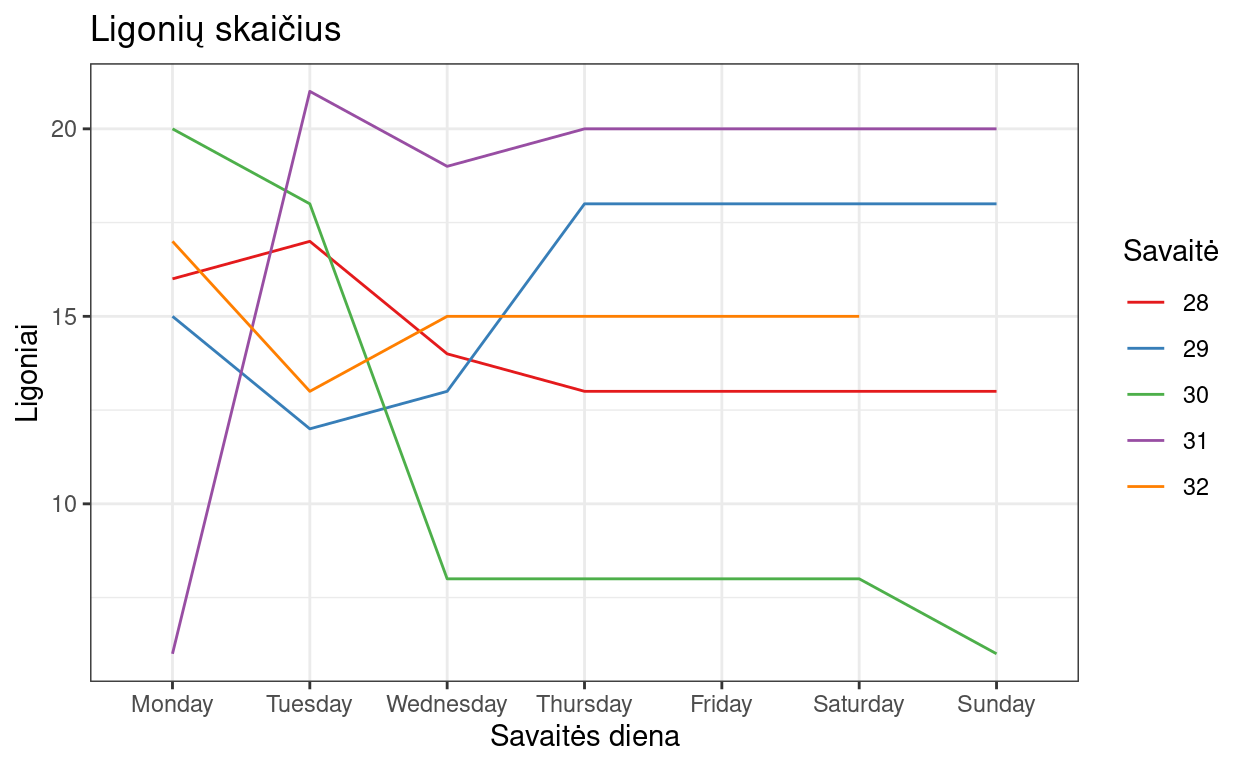 Ligonių skaičius
Ligoniai
20
15
10
Monday Tuesday Wednesday Thursday Friday Saturday Sunday
Savaitės diena
Savaitė
28
29
30
31
32